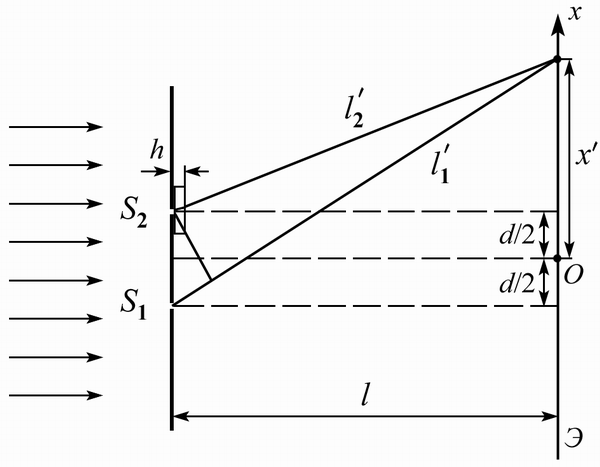 x
l′₂
h
l′₁
x′
S₂
d/2
O
d/2
S₁
l
Э